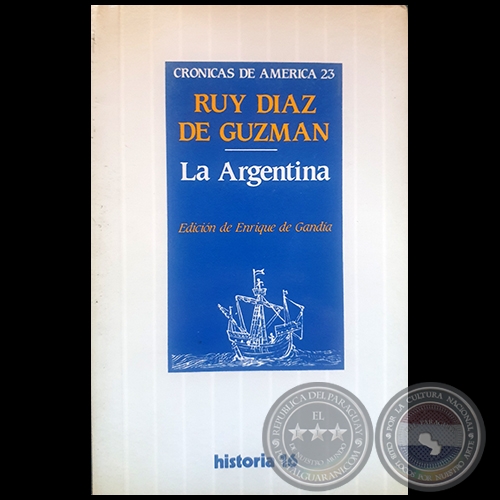 CRONICAS DE AMERICA 23
RUY DIAZ
DE GUZMAN
La Argentina
Edición de Enrique de Gandía
historia 16
REPUBLICA DEL PARAGUAY
EL
POR LA CULTURA NACIONAL